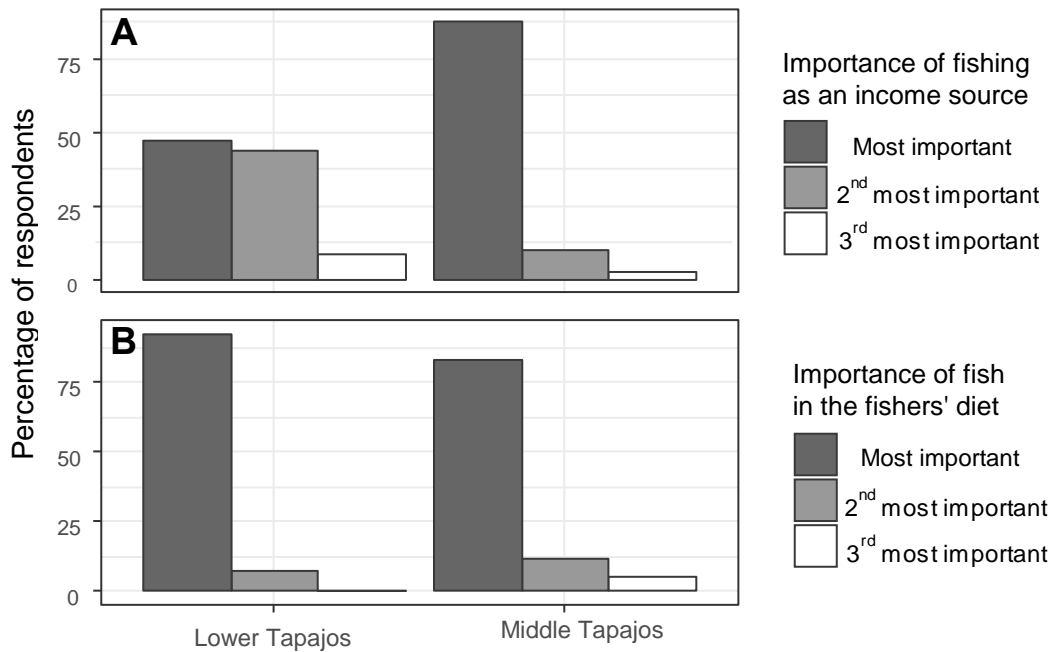 A
75
50
25
0
Percentage of respondents
Importance of fishing
as an income source
Most important
2nd most important
3rd most important
B
75
50
25
0
Importance of fish
in the fishers' diet
Most important
2nd most important
3rd most important
Lower Tapajos
Middle Tapajos